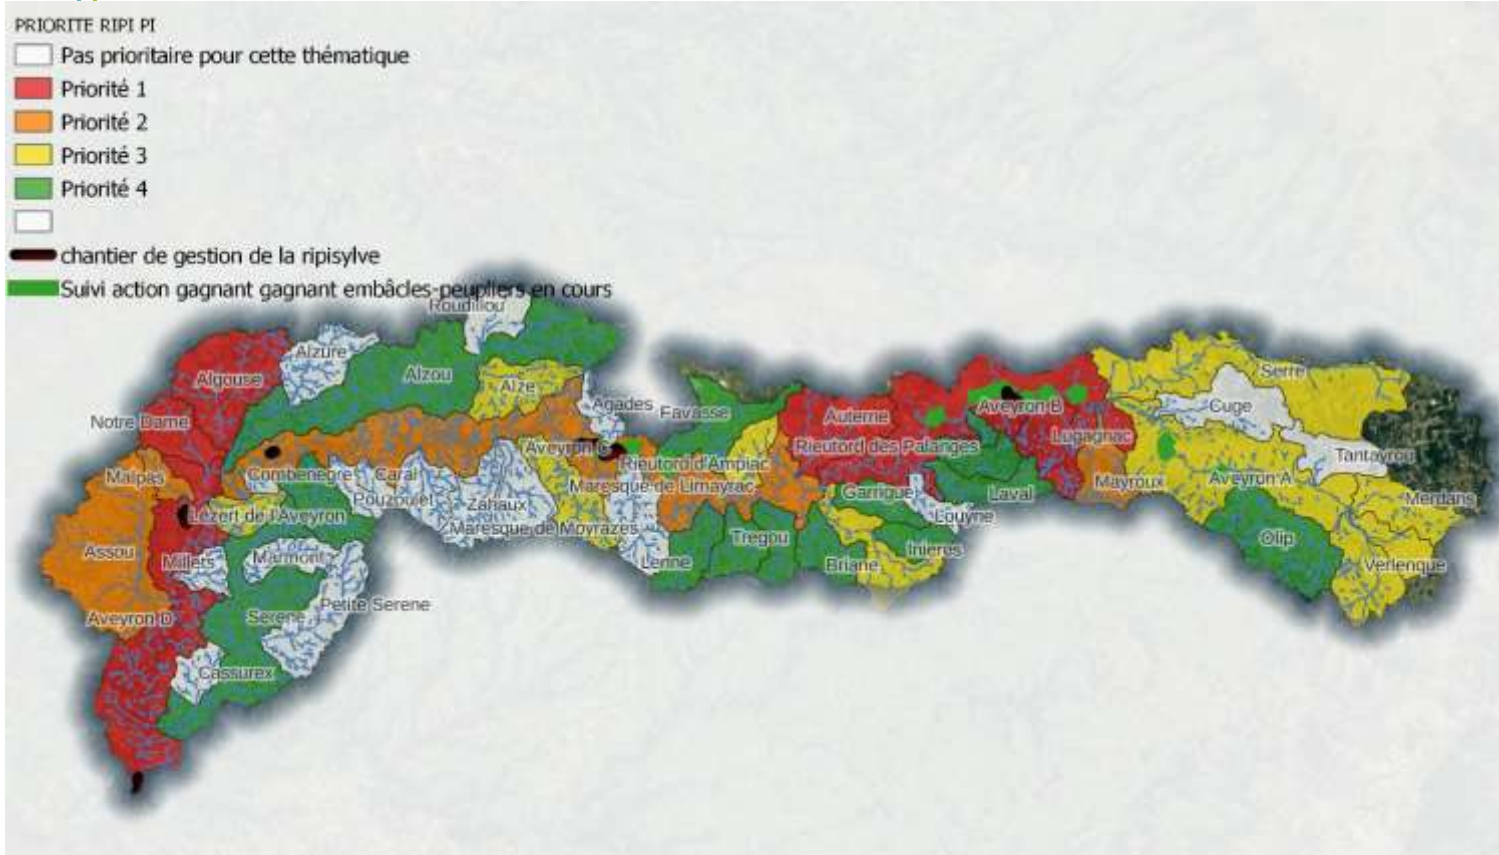 PRIORITE RIPI PI
Pas prioritaire pour cette thématique
Priorité 1
Priorité 2
Priorité 3
Priorité 4
chantier de gestion de la ripisylve
Suivi action gagnant gagnant embâcles-peupliers en cours
Roudillou
Alzure
Algouse
Alzou
Alze
Serre
Notre Dame
Agades
Favasse
Auterne
Aveyron B
Cuge
Lugagnac
Aveyron C
Rieutord des Palanges
Tantayrou
Malpas
Combenègre
Caral
Rieutord d'Ampiac
Pouzoulet
Zahaux
Maresque de Limayrac
Garrigue
Laval
Mayroux
Aveyron A
Merdans
Lézert de l'Aveyron
Maresque de Moyrazes
Louyne
Assou
Millets
Marmont
Lenne
Tregou
Briane
Inieres
Olip
Verlenque
Aveyron D
Serene
Petite Serene
Cassurex